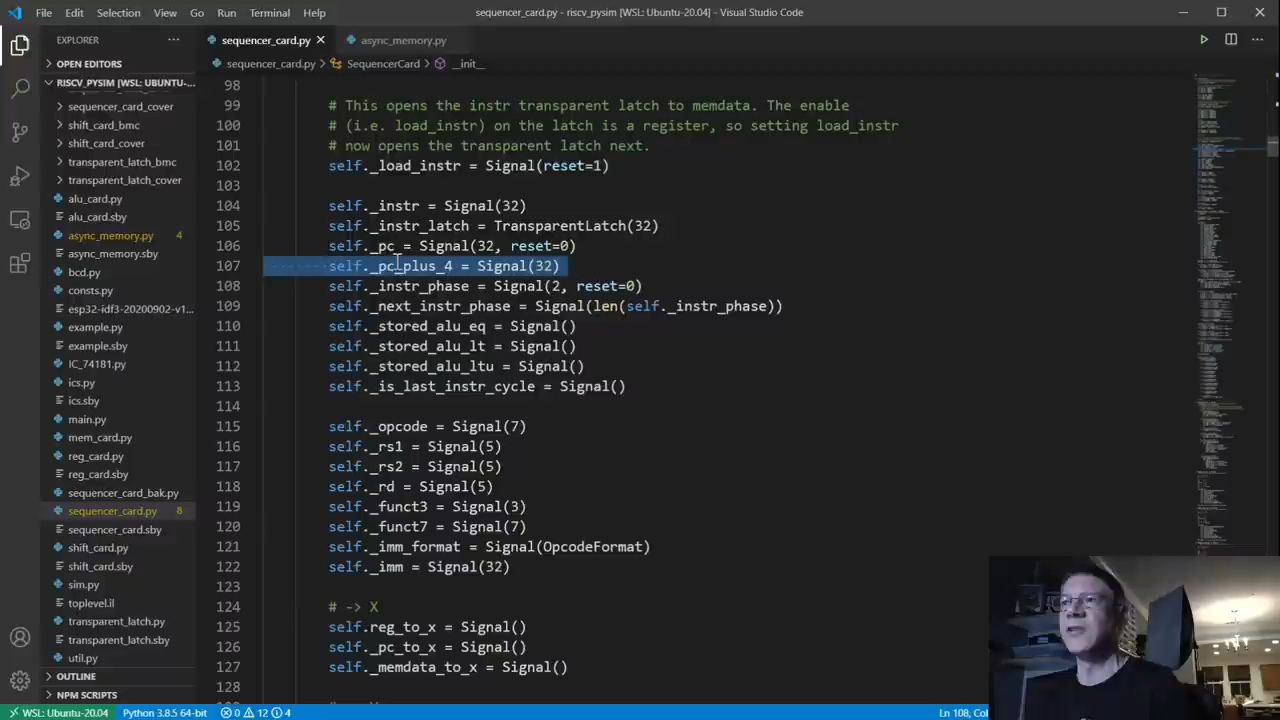 File Edit Selection View Go Run Terminal Help
sequencer_card.py - riscv_pysim [WSL: Ubuntu-20.04] - Visual Studio Code
EXPLORER
OPEN EDITORS
RISCV_PYSIM [WSL: UBUNTU-...
sequencer_card_cover
shift_card_bmc
shift_card_cover
transparent_latch_bmc
transparent_latch_cover
alu_card.py
alu_card.sby
async_memory.py 4
async_memory.sby
bcd.py
consts.py
esp32-idf3-20200902-v1...
example.py
example.sby
IC_74181.py
ics.py
ics.sby
main.py
mem_card.py
reg_card.py
reg_card.sby
sequencer_card_bak.py
sequencer_card.py 8
sequencer_card.sby
shift_card.py
shift_card.sby
sim.py
toplevel.il
transparent_latch.py
transparent_latch.sby
util.py
OUTLINE
NPM SCRIPTS
sequencer_card.py
async_memory.py
sequencer_card.py > SequencerCard > __init__
98
99 # This opens the instr transparent latch to memdata. The enable
100 # (i.e. load_instr) on the latch is a register, so setting load_instr
101 # now opens the transparent latch next.
102 self._load_instr = Signal(reset=1)
103
104 self._instr = Signal(32)
105 self._instr_latch = TransparentLatch(32)
106 self._pc = Signal(32, reset=0)
107 self._pc_plus_4 = Signal(32)
108 self._instr_phase = Signal(2, reset=0)
109 self._next_instr_phase = Signal(len(self._instr_phase))
110 self._stored_alu_eq = Signal()
111 self._stored_alu_lt = Signal()
112 self._stored_alu_ltu = Signal()
113 self._is_last_instr_cycle = Signal()
114
115 self._opcode = Signal(7)
116 self._rs1 = Signal(5)
117 self._rs2 = Signal(5)
118 self._rd = Signal(5)
119 self._funct3 = Signal(3)
120 self._funct7 = Signal(7)
121 self._imm_format = Signal(OpcodeFormat)
122 self._imm = Signal(32)
123
124 # -> X
125 self.reg_to_x = Signal()
126 self._pc_to_x = Signal()
127 self._memdata_to_x = Signal()
128
WSL: Ubuntu-20.04 Python 3.8.5 64-bit 0 12 4
Ln 108, Col